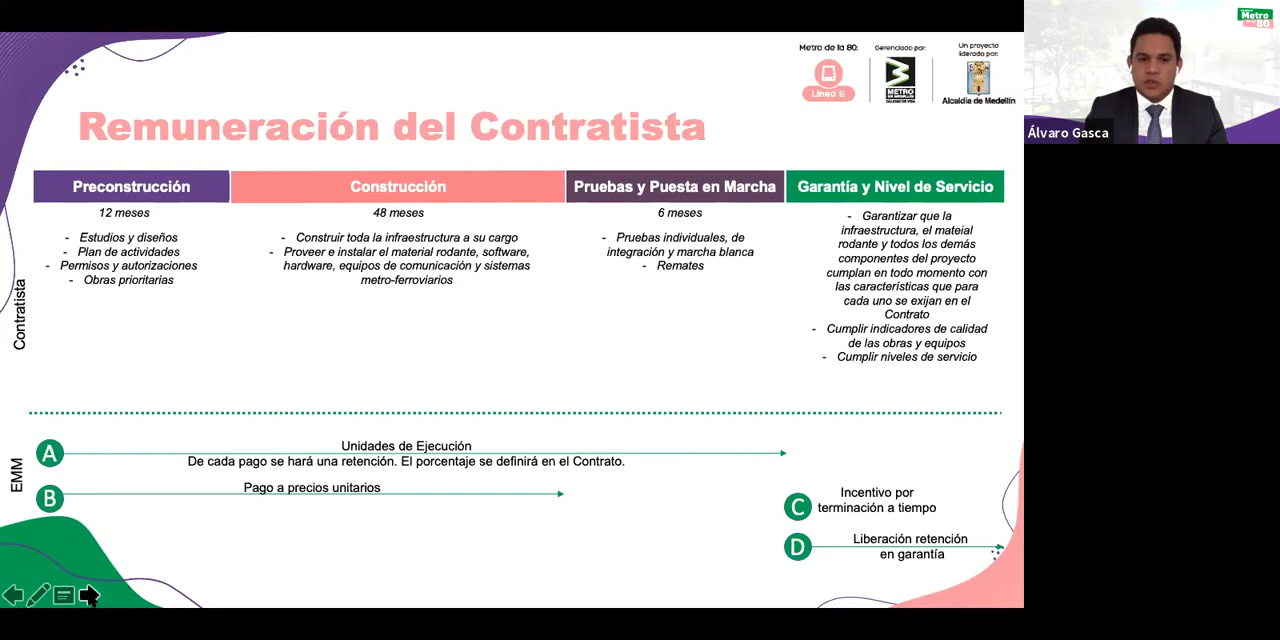 Metro de la 80:
Gerenciado por:
Un proyecto
liderado por:
Línea E
METRO
Alcaldía de Medellín
Metro
80
Álvaro Gasca
Remuneración del Contratista
Preconstrucción
Construcción
Pruebas y Puesta en Marcha
Garantía y Nivel de Servicio
Contratista
12 meses
- Estudios y diseños
- Plan de actividades
- Permisos y autorizaciones
- Obras prioritarias
48 meses
- Construir toda la infraestructura a su cargo
- Proveer e instalar el material rodante, software,
hardware, equipos de comunicación y sistemas
metro-ferroviarios
6 meses
- Pruebas individuales, de
integración y marcha blanca
- Remates
- Garantizar que la
infraestructura, el mateial
rodante y todos los demás
componentes del proyecto
cumplan en todo momento con
las características que para
cada uno se exijan en el
Contrato
- Cumplir indicadores de calidad
de las obras y equipos
- Cumplir niveles de servicio
EMM
A
Unidades de Ejecución
De cada pago se hará una retención. El porcentaje se definirá en el Contrato.
B
Pago a precios unitarios
C
Incentivo por
terminación a tiempo
D
Liberación retención
en garantía